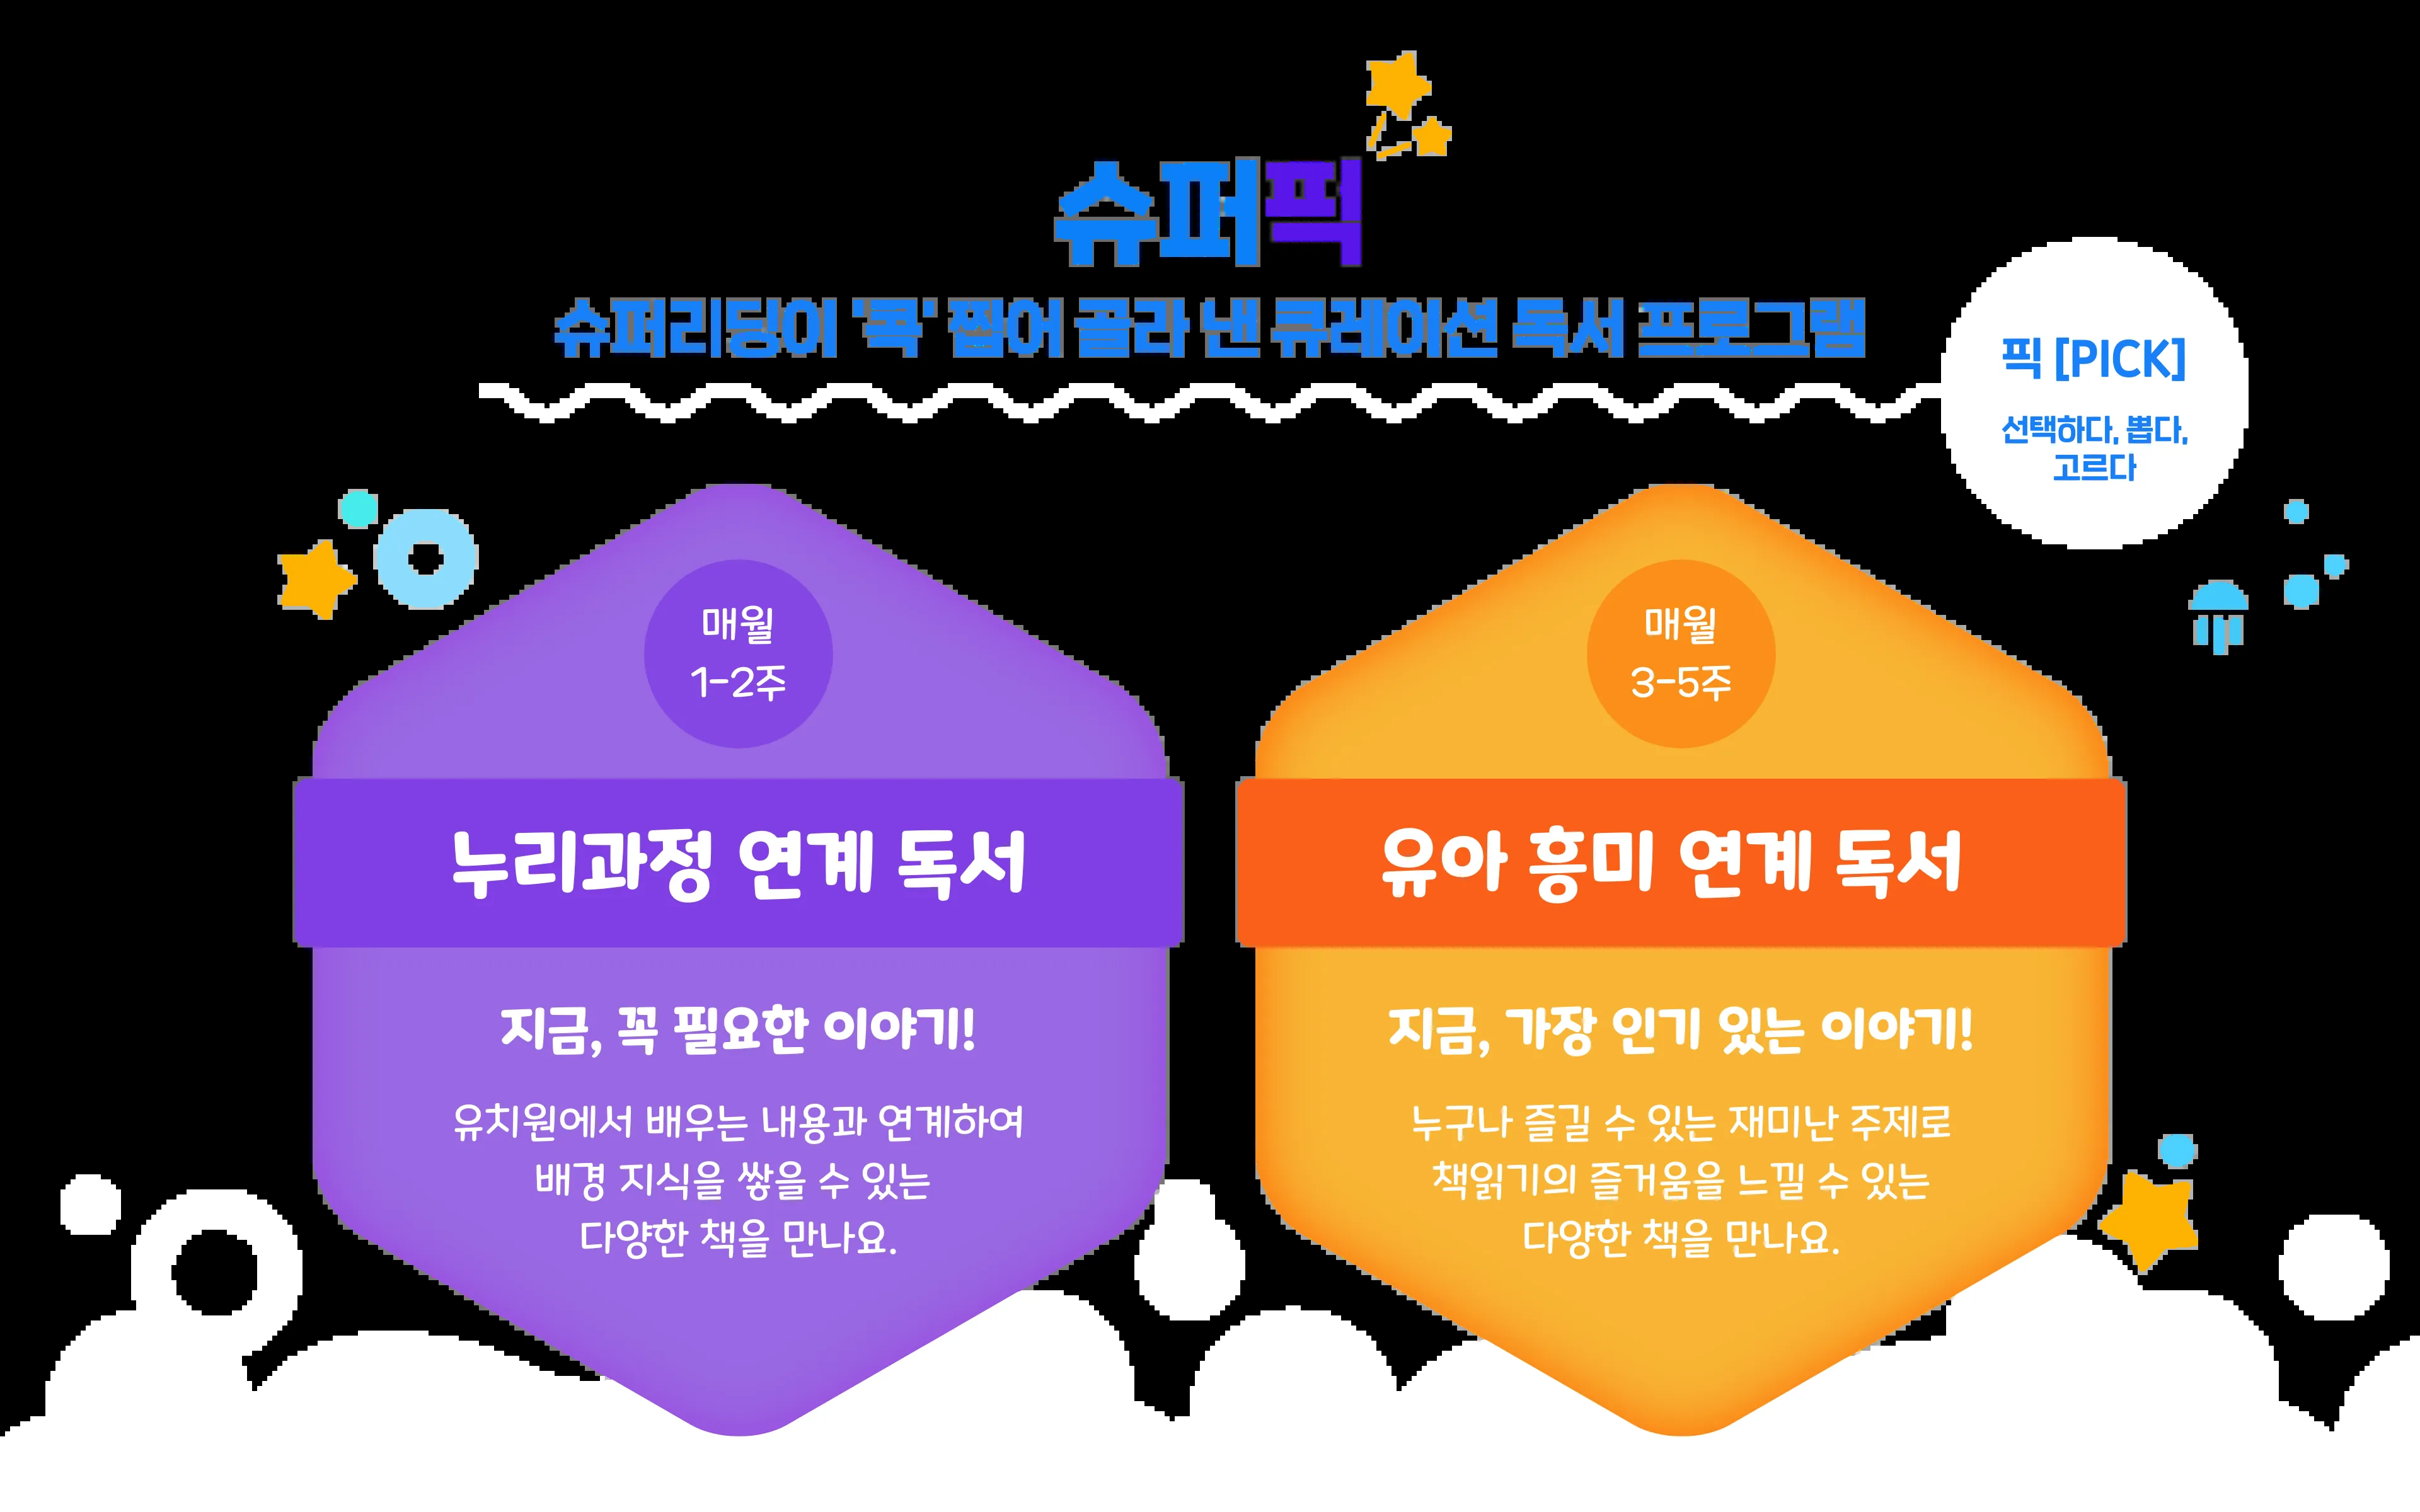 슈퍼픽
슈퍼리딩이 '콕' 찝어 골라 낸 큐레이션 독서 프로그램
픽 [PICK]
선택하다, 뽑다,
고르다
매월
1-2주
누리과정 연계 독서
지금, 꼭 필요한 이야기!
유치원에서 배우는 내용과 연계하여
배경 지식을 쌓을 수 있는
다양한 책을 만나요.
매월
3-5주
유아 흥미 연계 독서
지금, 가장 인기 있는 이야기!
누구나 즐길 수 있는 재미난 주제로
책읽기의 즐거움을 느낄 수 있는
다양한 책을 만나요.